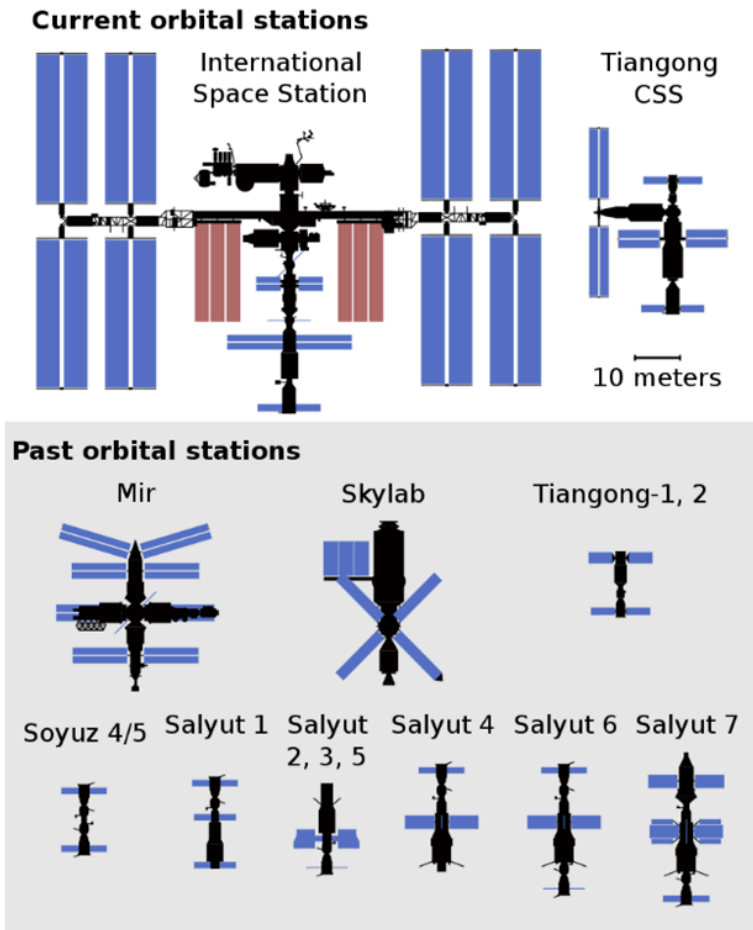 Current orbital stations
International
Space Station
Tiangong
CSS
10 meters
Past orbital stations
Mir
Skylab
Tiangong-1, 2
Soyuz 4/5
Salyut 1
Salyut
2, 3, 5
Salyut 4
Salyut 6
Salyut 7